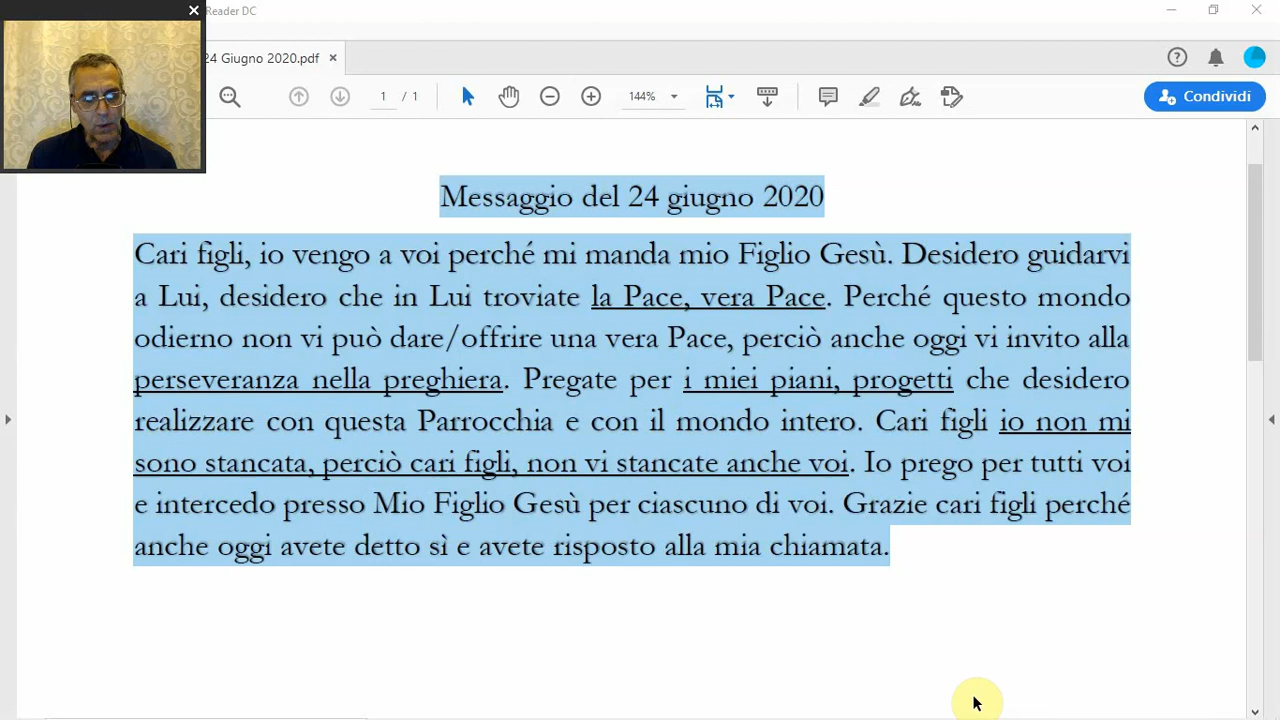 Reader DC
24 Giugno 2020.pdf
1 / 1
144%
Condividi
Messaggio del 24 giugno 2020
Cari figli, io vengo a voi perché mi manda mio Figlio Gesù. Desidero guidarvi
a Lui, desidero che in Lui troviate la Pace, vera Pace. Perché questo mondo
odierno non vi può dare/offrire una vera Pace, perciò anche oggi vi invito alla
perseveranza nella preghiera. Pregate per i miei piani, progetti che desidero
realizzare con questa Parrocchia e con il mondo intero. Cari figli io non mi
sono stancata, perciò cari figli, non vi stancate anche voi. Io prego per tutti voi
e intercedo presso Mio Figlio Gesù per ciascuno di voi. Grazie cari figli perché
anche oggi avete detto sì e avete risposto alla mia chiamata.